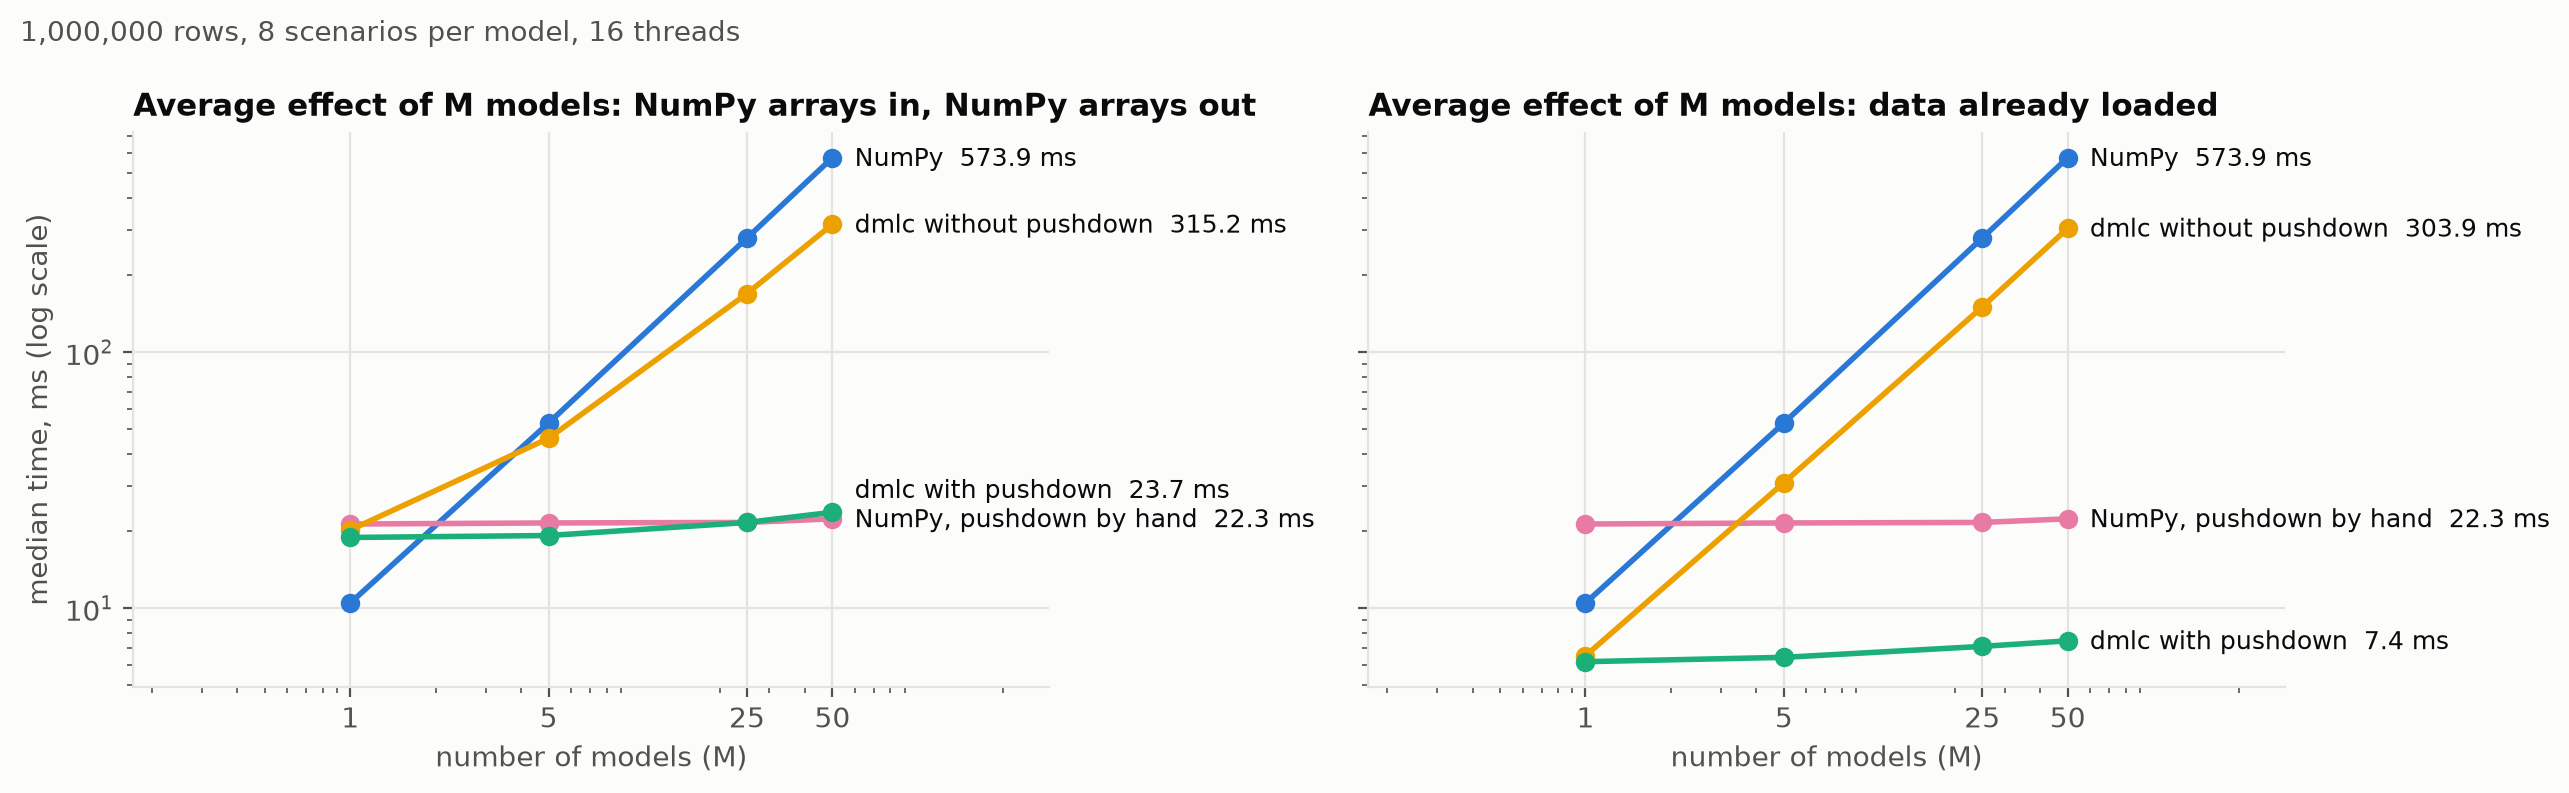 1,000,000 rows, 8 scenarios per model, 16 threads
Average effect of M models: NumPy arrays in, NumPy arrays out
median time, ms (log scale)
10²
10¹
NumPy  573.9 ms
dmlc without pushdown  315.2 ms
dmlc with pushdown  23.7 ms
NumPy, pushdown by hand  22.3 ms
1 5 25 50
number of models (M)
Average effect of M models: data already loaded
NumPy  573.9 ms
dmlc without pushdown  303.9 ms
NumPy, pushdown by hand  22.3 ms
dmlc with pushdown  7.4 ms
1 5 25 50
number of models (M)